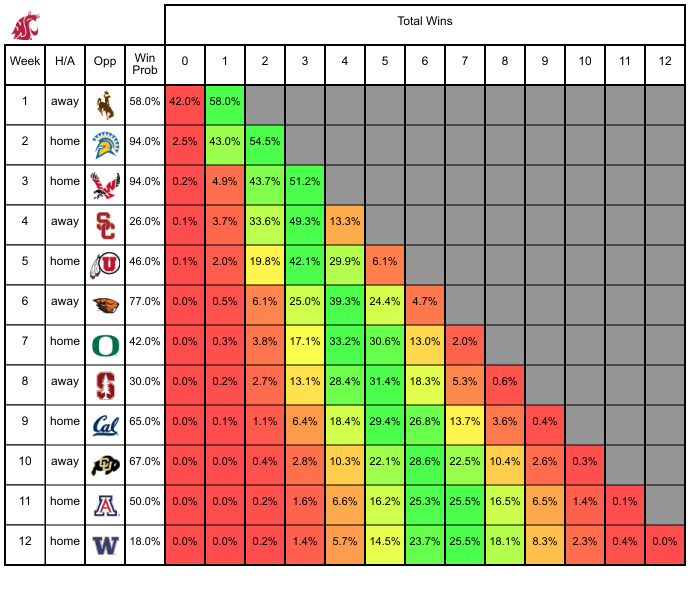 Total Wins
Week H/A Opp Win Prob 0 1 2 3 4 5 6 7 8 9 10 11 12
1 away 58.0% 42.0% 58.0%
2 home 94.0% 2.5% 43.0% 54.5%
3 home 94.0% 0.2% 4.9% 43.7% 51.2%
4 away SC 26.0% 0.1% 3.7% 33.6% 49.3% 13.3%
5 home U 46.0% 0.1% 2.0% 19.8% 42.1% 29.9% 6.1%
6 away 77.0% 0.0% 0.5% 6.1% 25.0% 39.3% 24.4% 4.7%
7 home O 42.0% 0.0% 0.3% 3.8% 17.1% 33.2% 30.6% 13.0% 2.0%
8 away S 30.0% 0.0% 0.2% 2.7% 13.1% 28.4% 31.4% 18.3% 5.3% 0.6%
9 home Cal 65.0% 0.0% 0.1% 1.1% 6.4% 18.4% 29.4% 26.8% 13.7% 3.6% 0.4%
10 away CU 67.0% 0.0% 0.0% 0.4% 2.8% 10.3% 22.1% 28.6% 22.5% 10.4% 2.6% 0.3%
11 home A 50.0% 0.0% 0.0% 0.2% 1.6% 6.6% 16.2% 25.3% 25.5% 16.5% 6.5% 1.4% 0.1%
12 home W 18.0% 0.0% 0.0% 0.2% 1.4% 5.7% 14.5% 23.7% 25.5% 18.1% 8.3% 2.3% 0.4% 0.0%